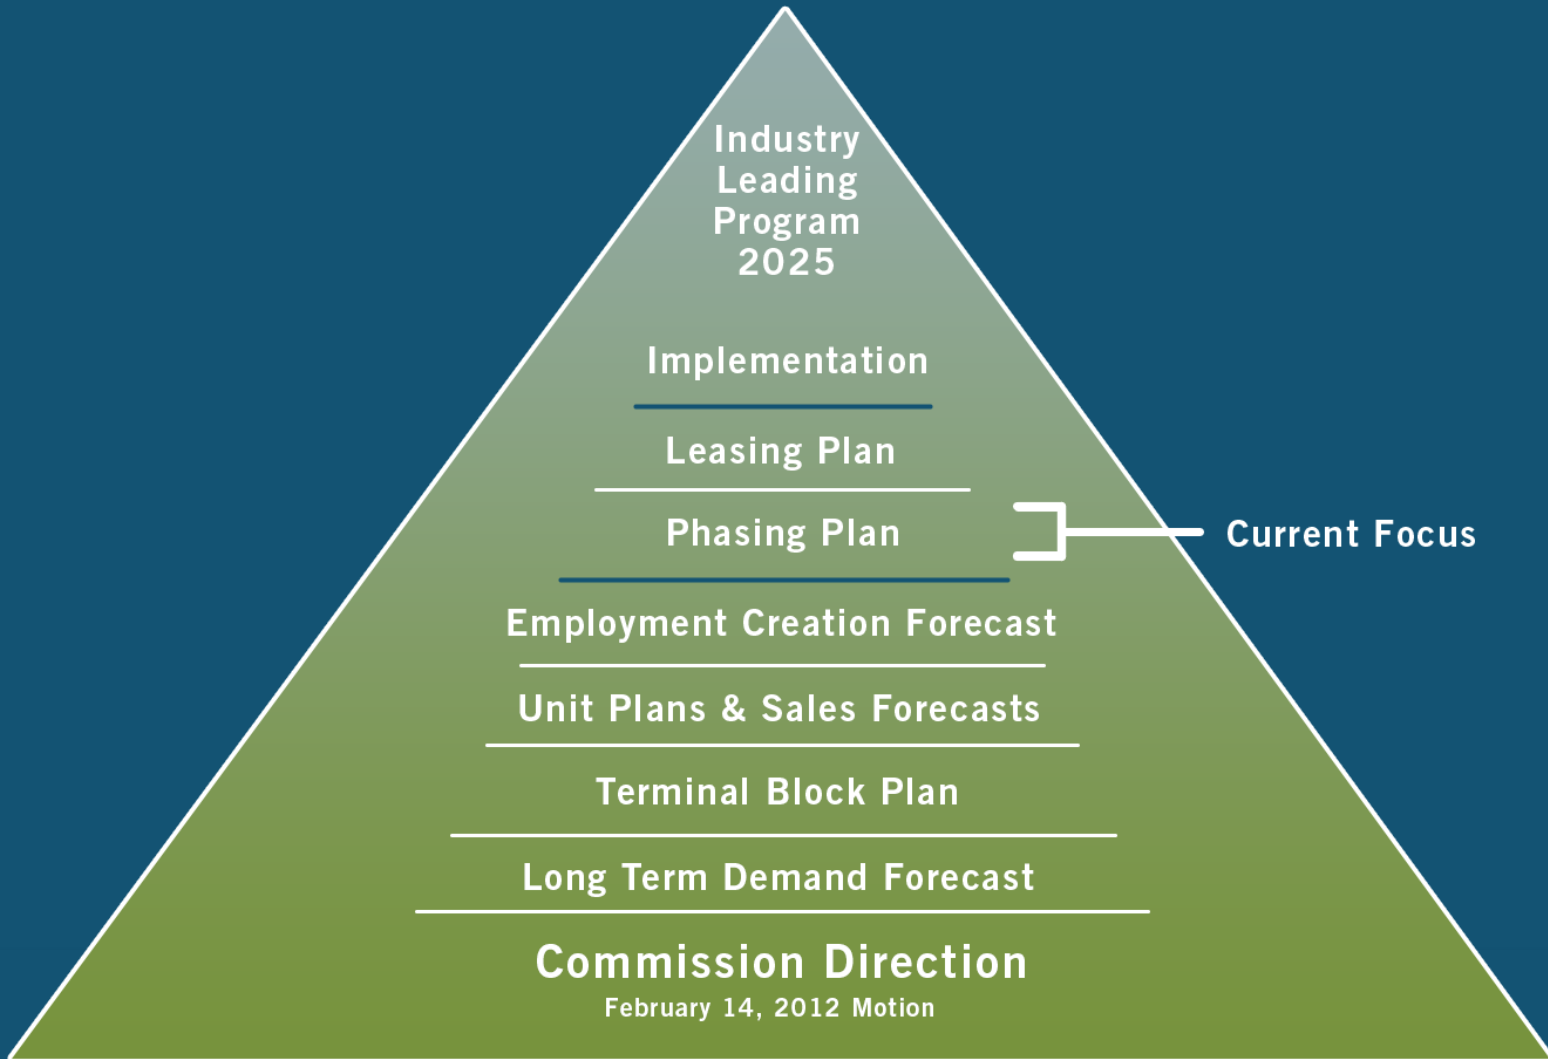 Industry
Leading
Program
2025
Implementation
Leasing Plan
Phasing Plan
Current Focus
Employment Creation Forecast
Unit Plans & Sales Forecasts
Terminal Block Plan
Long Term Demand Forecast
Commission Direction
February 14, 2012 Motion